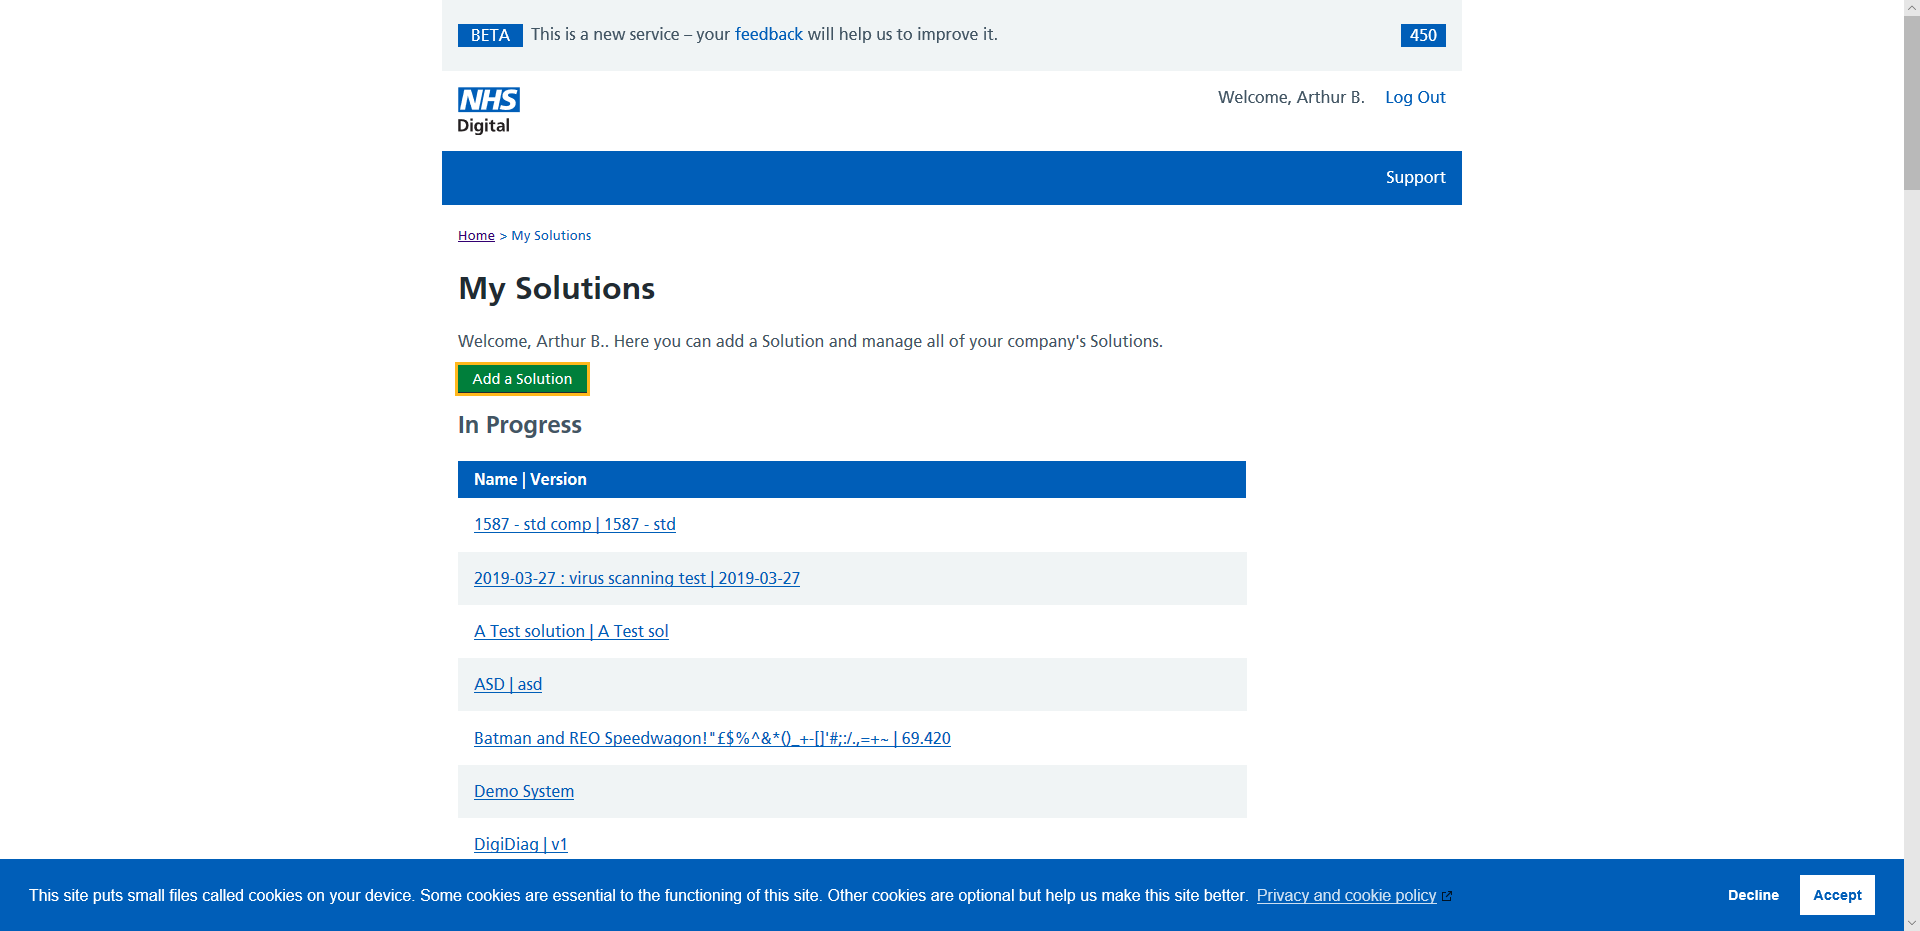 BETA This is a new service – your feedback will help us to improve it. 450
NHS
Digital
Welcome, Arthur B. Log Out
Support
Home > My Solutions
My Solutions
Welcome, Arthur B.. Here you can add a Solution and manage all of your company's Solutions.
Add a Solution
In Progress
Name | Version
1587 - std comp | 1587 - std
2019-03-27 : virus scanning test | 2019-03-27
A Test solution | A Test sol
ASD | asd
Batman and REO Speedwagon!"£$%^&*()_+-[]'#;:/.,=+~ | 69.420
Demo System
DigiDiag | v1
This site puts small files called cookies on your device. Some cookies are essential to the functioning of this site. Other cookies are optional but help us make this site better. Privacy and cookie policy
Decline Accept